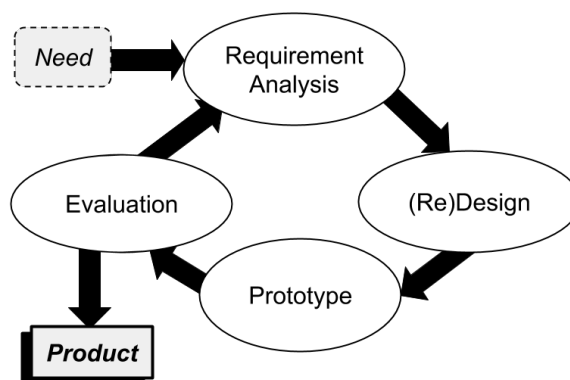 Need
Requirement
Analysis
(Re)Design
Prototype
Evaluation
Product